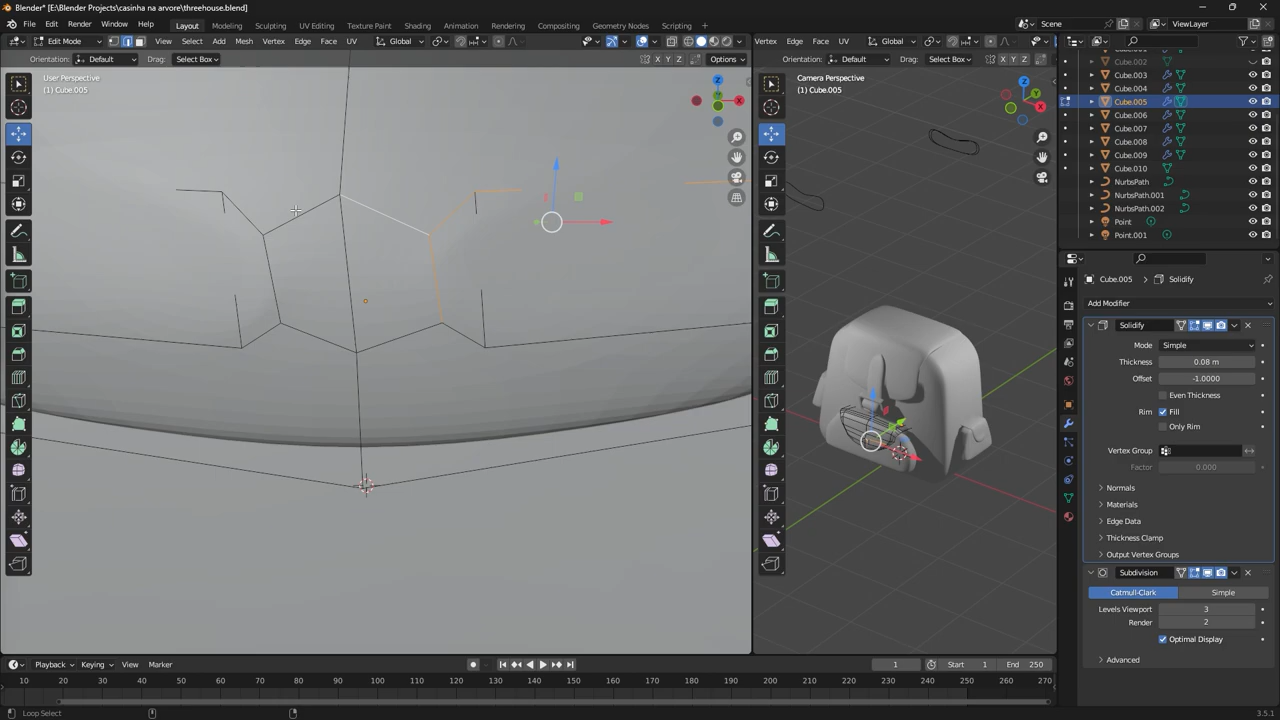 Blender* [E:\Blender Projects\casinha na arvore\threehouse.blend]
File Edit Render Window Help Layout Modeling Sculpting UV Editing Texture Paint Shading Animation Rendering Compositing Geometry Nodes Scripting Scene ViewLayer
Edit Mode View Select Add Mesh Vertex Edge Face UV Global Vertex Edge Face UV Global
Orientation: Default Drag: Select Box X Y Z Options Orientation: Default Drag: Select Box X Y Z
User Perspective
(1) Cube.005
Camera Perspective
(1) Cube.005
Z
X
Z
Y
X
Cube.002
Cube.003
Cube.004
Cube.005
Cube.006
Cube.007
Cube.008
Cube.009
Cube.010
NurbsPath
NurbsPath.001
NurbsPath.002
Point
Point.001
Cube.005 Solidify
Add Modifier
Solidify
Mode Simple
Thickness 0.08 m
Offset -1.0000
Even Thickness
Rim Fill
Only Rim
Vertex Group
Factor 0.000
Normals
Materials
Edge Data
Thickness Clamp
Output Vertex Groups
Subdivision
Catmull-Clark Simple
Levels Viewport 3
Render 2
Optimal Display
Advanced
Playback Keying View Marker 1 Start 1 End 250
10 20 30 40 50 60 70 80 90 100 110 120 130 140 150 160 170 180 190 200 210 220 230 240 250 260 270
Loop Select 3.5.1